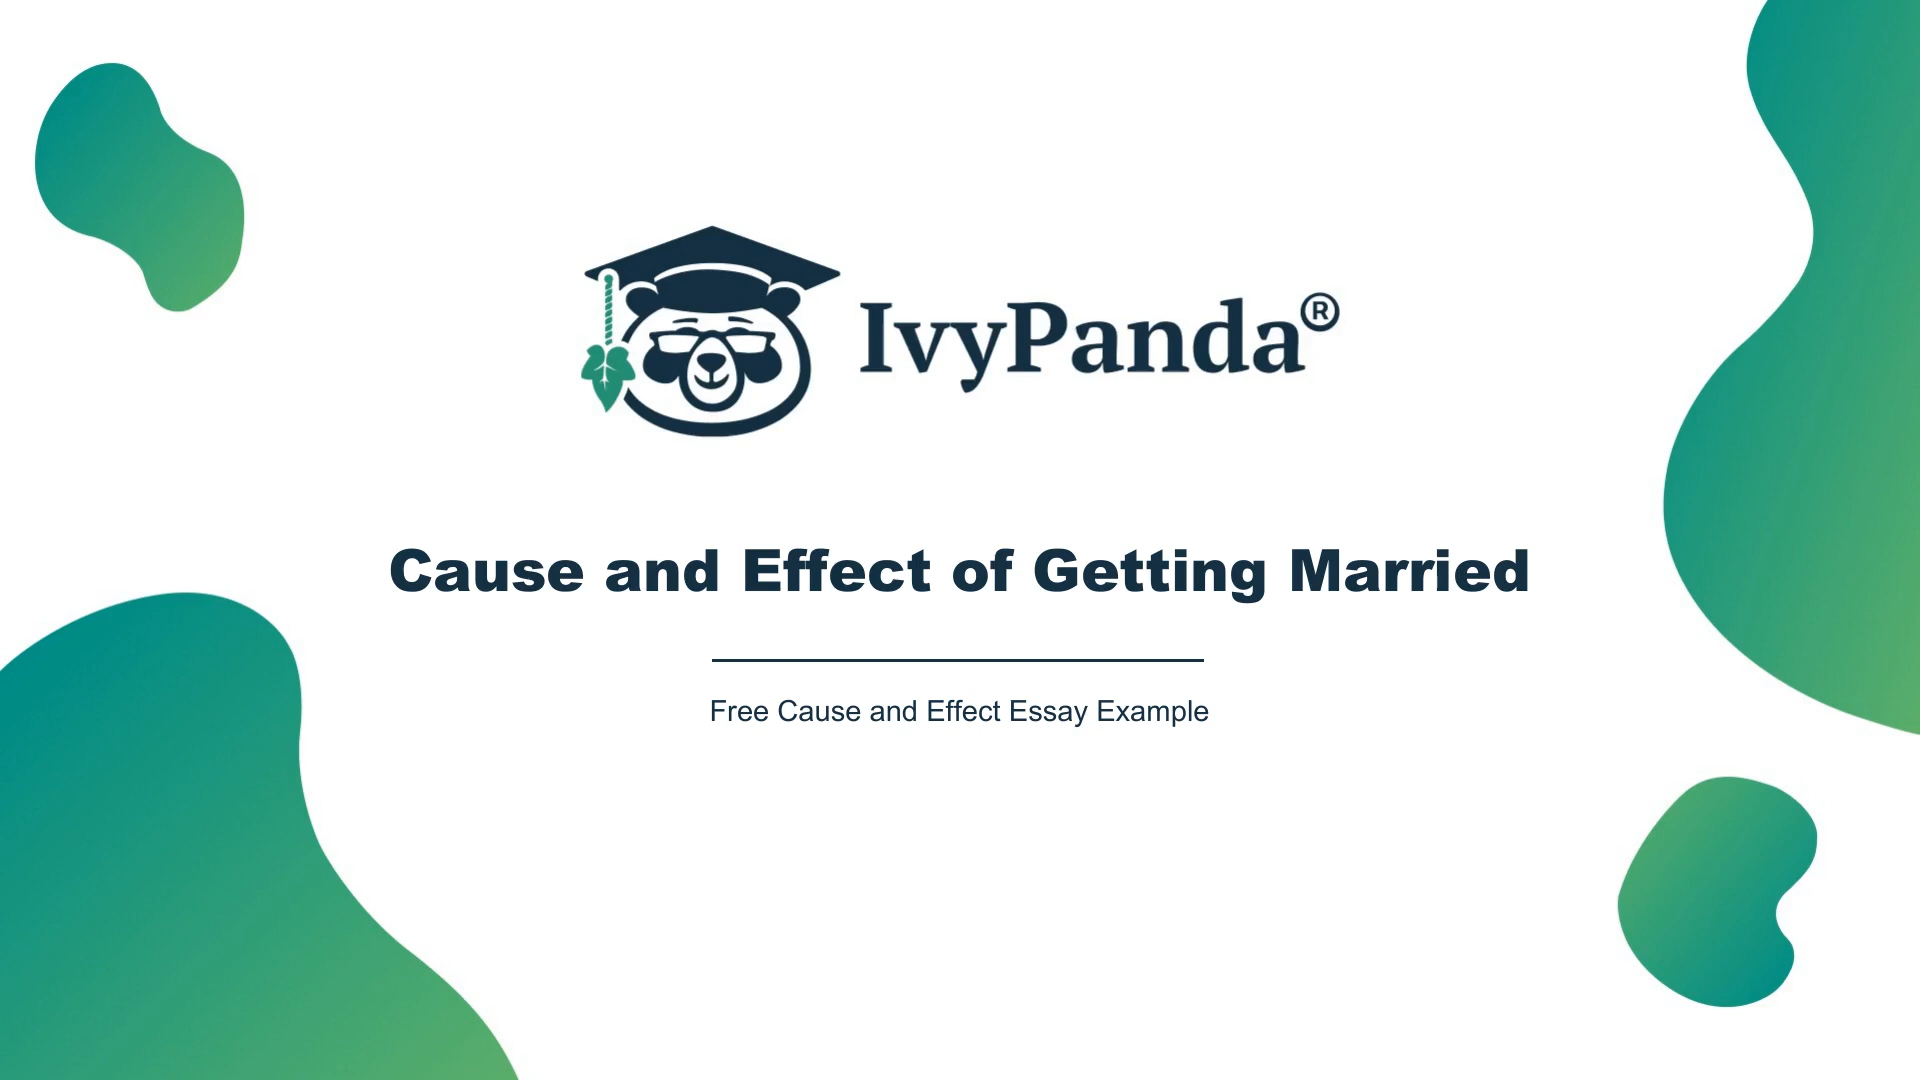 IvyPanda®
Cause and Effect of Getting Married
Free Cause and Effect Essay Example